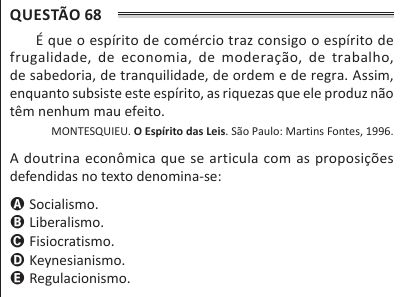 QUESTÃO 68
É que o espírito de comércio traz consigo o espírito de
frugalidade, de economia, de moderação, de trabalho,
de sabedoria, de tranquilidade, de ordem e de regra. Assim,
enquanto subsiste este espírito, as riquezas que ele produz não
têm nenhum mau efeito.
MONTESQUIEU. O Espírito das Leis. São Paulo: Martins Fontes, 1996.
A doutrina econômica que se articula com as proposições
defendidas no texto denomina-se:
A Socialismo.
B Liberalismo.
C Fisiocratismo.
D Keynesianismo.
E Regulacionismo.